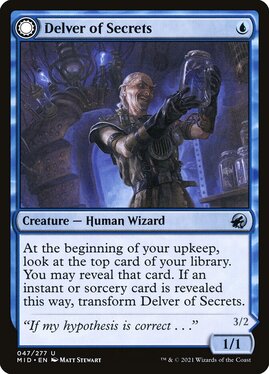 Delver of Secrets
Creature — Human Wizard
At the beginning of your upkeep,
look at the top card of your library.
You may reveal that card. If an
instant or sorcery card is revealed
this way, transform Delver of Secrets.
"If my hypothesis is correct . . ."
3/2
1/1
047/277 U
MID • EN Matt Stewart
™ & © 2021 Wizards of the Coast